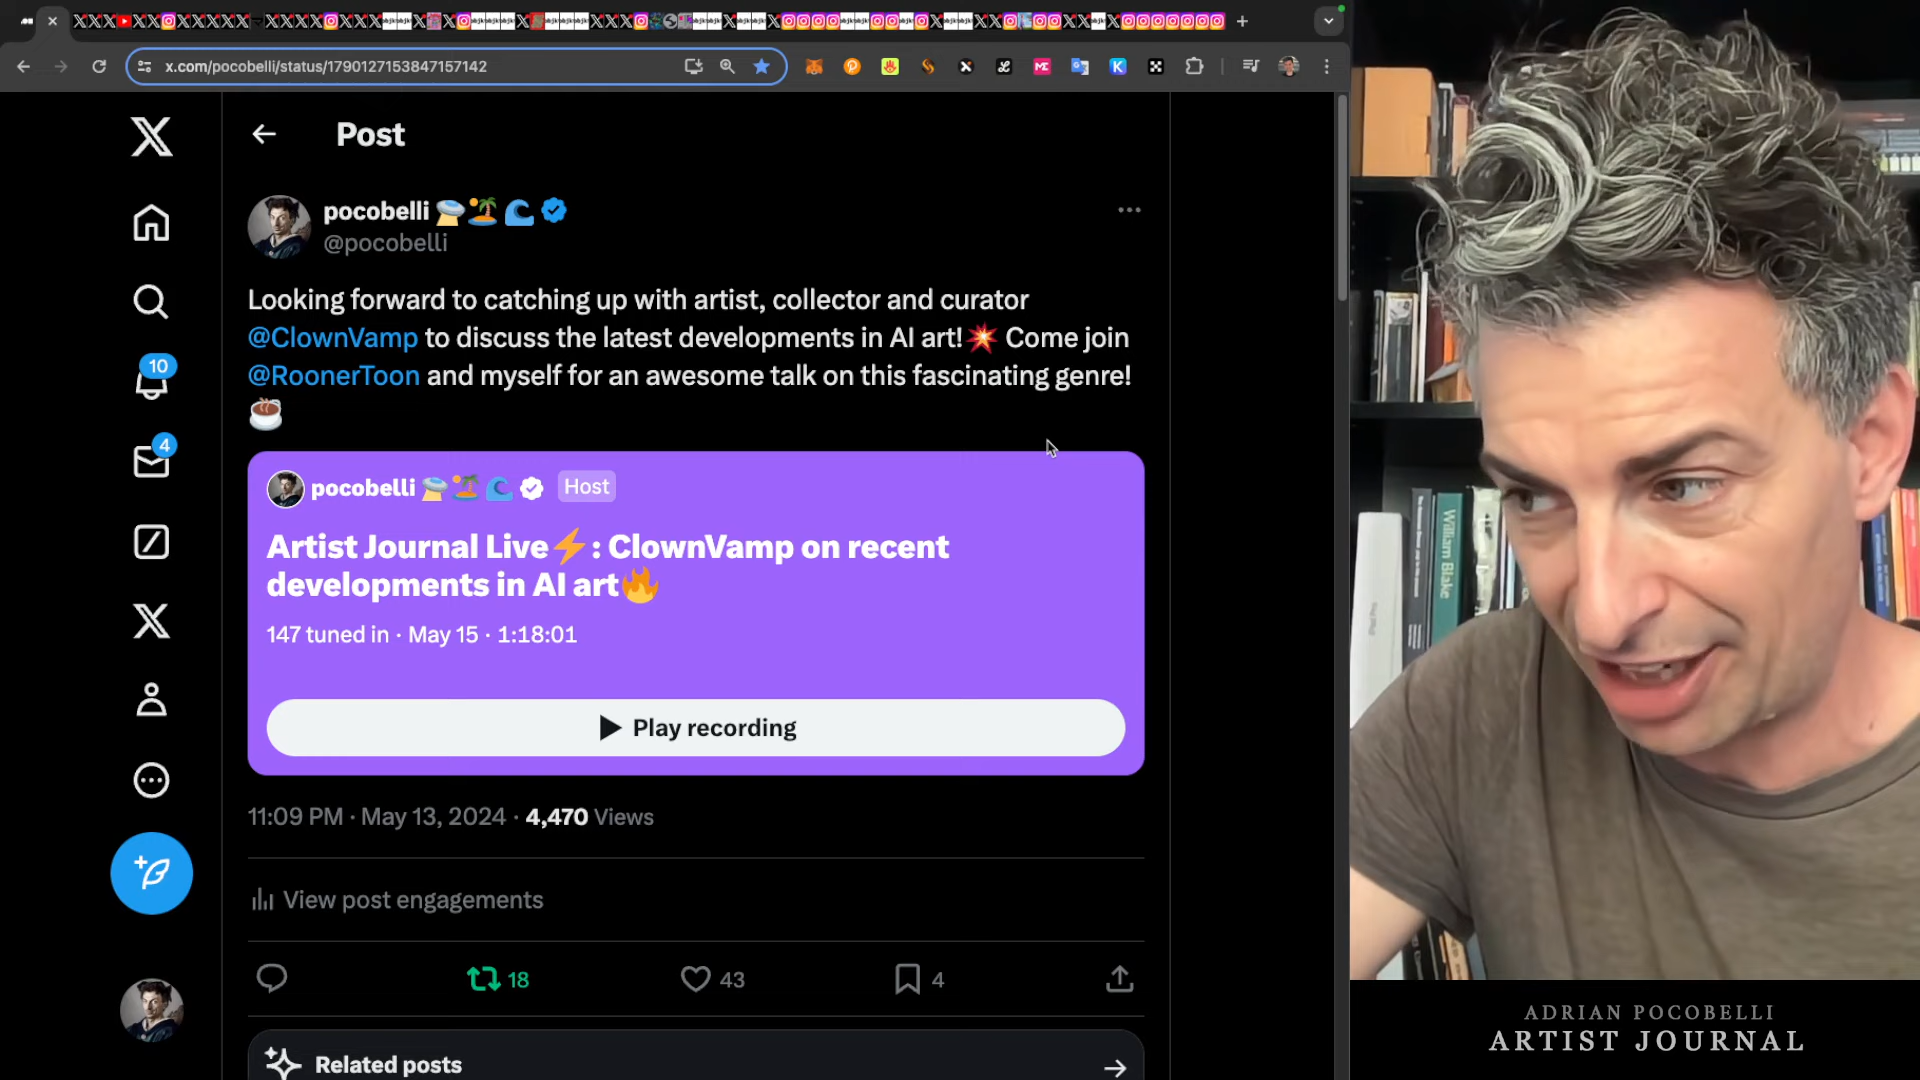 x.com/pocobelli/status/1790127153847157142
Post
pocobelli
@pocobelli
Looking forward to catching up with artist, collector and curator
@ClownVamp to discuss the latest developments in AI art!💥 Come join
@RoonerToon and myself for an awesome talk on this fascinating genre!
☕
10
4
pocobelli Host
Artist Journal Live⚡: ClownVamp on recent
developments in AI art🔥
147 tuned in · May 15 · 1:18:01
Play recording
11:09 PM · May 13, 2024 · 4,470 Views
View post engagements
18
43
4
Related posts
William Blake
ADRIAN POCOBELLI
ARTIST JOURNAL